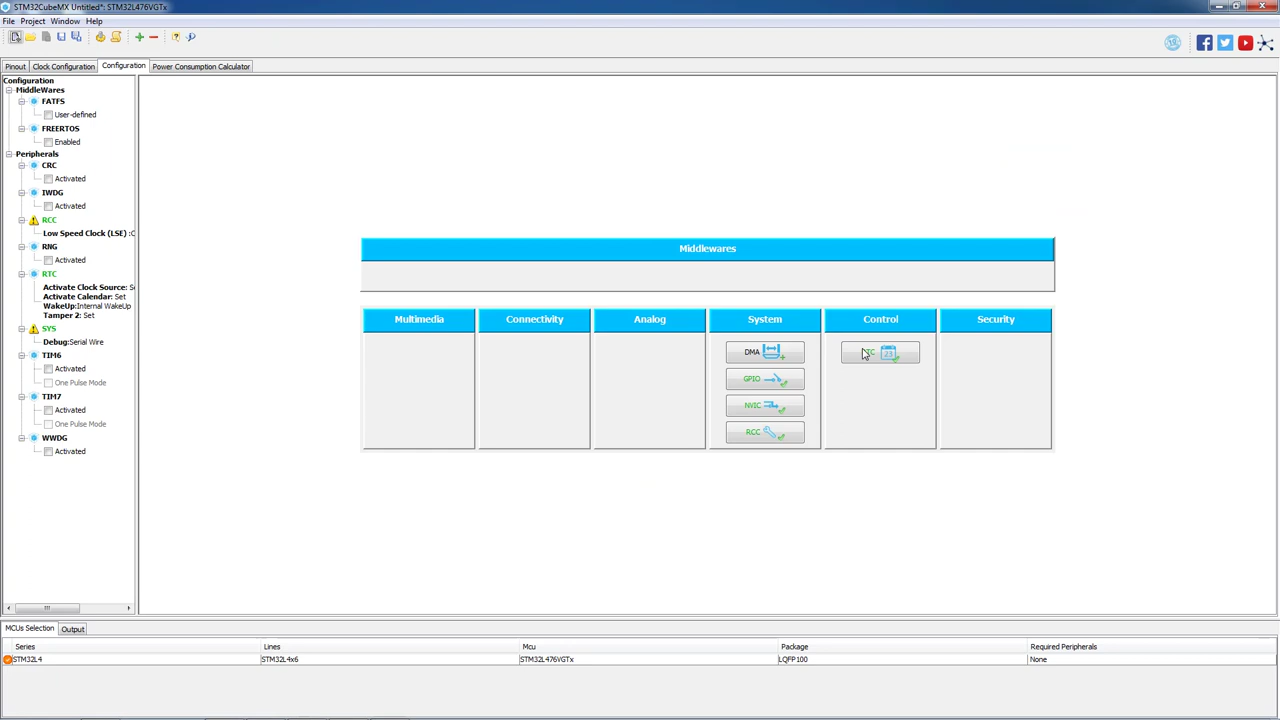 STM32CubeMX Untitled*: STM32L476VGTx
File Project Window Help
Pinout Clock Configuration Configuration Power Consumption Calculator
Configuration
MiddleWares
FATFS
User-defined
FREERTOS
Enabled
Peripherals
CRC
Activated
IWDG
Activated
RCC
Low Speed Clock (LSE) :C
RNG
Activated
RTC
Activate Clock Source: S
Activate Calendar: Set
WakeUp:Internal WakeUp
Tamper 2: Set
SYS
Debug:Serial Wire
TIM6
Activated
One Pulse Mode
TIM7
Activated
One Pulse Mode
WWDG
Activated
Middlewares
Multimedia Connectivity Analog System Control Security
DMA
GPIO
NVIC
RCC
TC 23
MCUs Selection Output
Series Lines Mcu Package Required Peripherals
STM32L4 STM32L4x6 STM32L476VGTx LQFP100 None